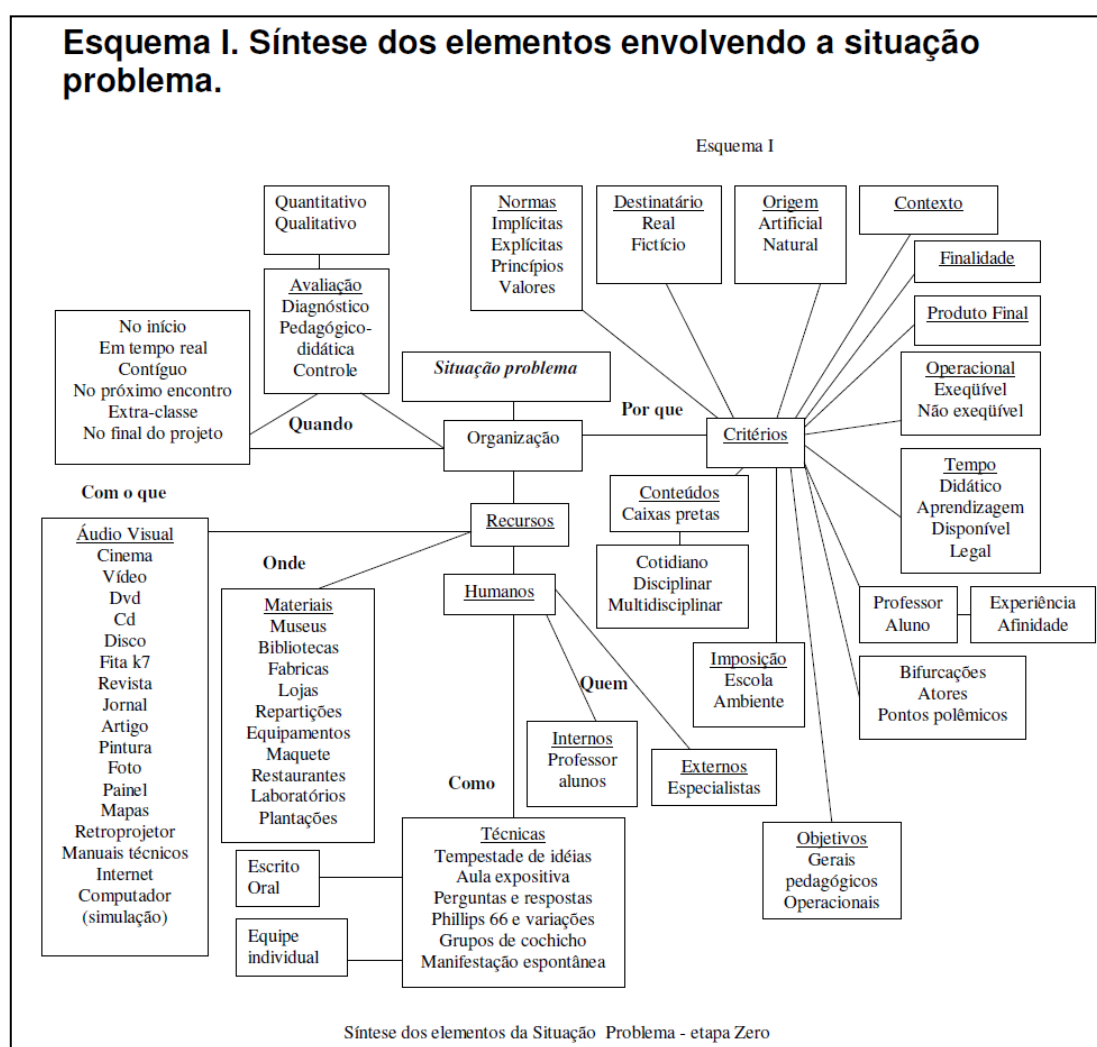 Esquema I. Síntese dos elementos envolvendo a situação
problema.
Esquema I
Quantitativo
Qualitativo
Normas
Implícitas
Explícitas
Princípios
Valores
Destinatário
Real
Fictício
Origem
Artificial
Natural
Contexto
Finalidade
Produto Final
Avaliação
Diagnóstico
Pedagógico-
didática
Controle
No início
Em tempo real
Contíguo
No próximo encontro
Extra-classe
No final do projeto
Quando
Situação problema
Organização
Por que
Critérios
Operacional
Exeqüível
Não exeqüível
Tempo
Didático
Aprendizagem
Disponível
Legal
Conteúdos
Caixas pretas
Cotidiano
Disciplinar
Multidisciplinar
Professor
Aluno
Experiência
Afinidade
Bifurcações
Atores
Pontos polêmicos
Imposição
Escola
Ambiente
Objetivos
Gerais
pedagógicos
Operacionais
Com o que
Áudio Visual
Cinema
Vídeo
Dvd
Cd
Disco
Fita k7
Revista
Jornal
Artigo
Pintura
Foto
Painel
Mapas
Retroprojetor
Manuais técnicos
Internet
Computador
(simulação)
Recursos
Onde
Materiais
Museus
Bibliotecas
Fabricas
Lojas
Repartições
Equipamentos
Maquete
Restaurantes
Laboratórios
Plantações
Humanos
Quem
Internos
Professor
alunos
Externos
Especialistas
Como
Técnicas
Tempestade de idéias
Aula expositiva
Perguntas e respostas
Phillips 66 e variações
Grupos de cochicho
Manifestação espontânea
Escrito
Oral
Equipe
individual
Síntese dos elementos da Situação Problema - etapa Zero